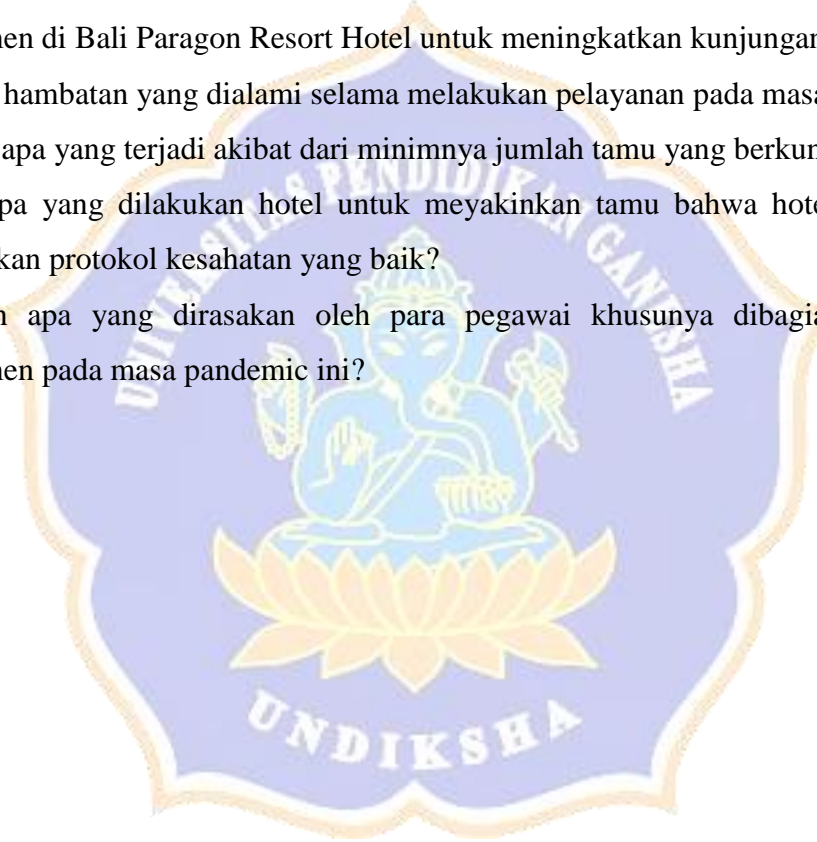 men di Bali Paragon Resort Hotel untuk meningkatkan kunjungan
hambatan yang dialami selama melakukan pelayanan pada masa
apa yang terjadi akibat dari minimnya jumlah tamu yang berkun
pa yang dilakukan hotel untuk meyakinkan tamu bahwa hote
kan protokol kesahatan yang baik?
n apa yang dirasakan oleh para pegawai khusunya dibagia
men pada masa pandemic ini?
UNIVERSITAS PENDIDIKAN GANESHA
UNDIKSHA